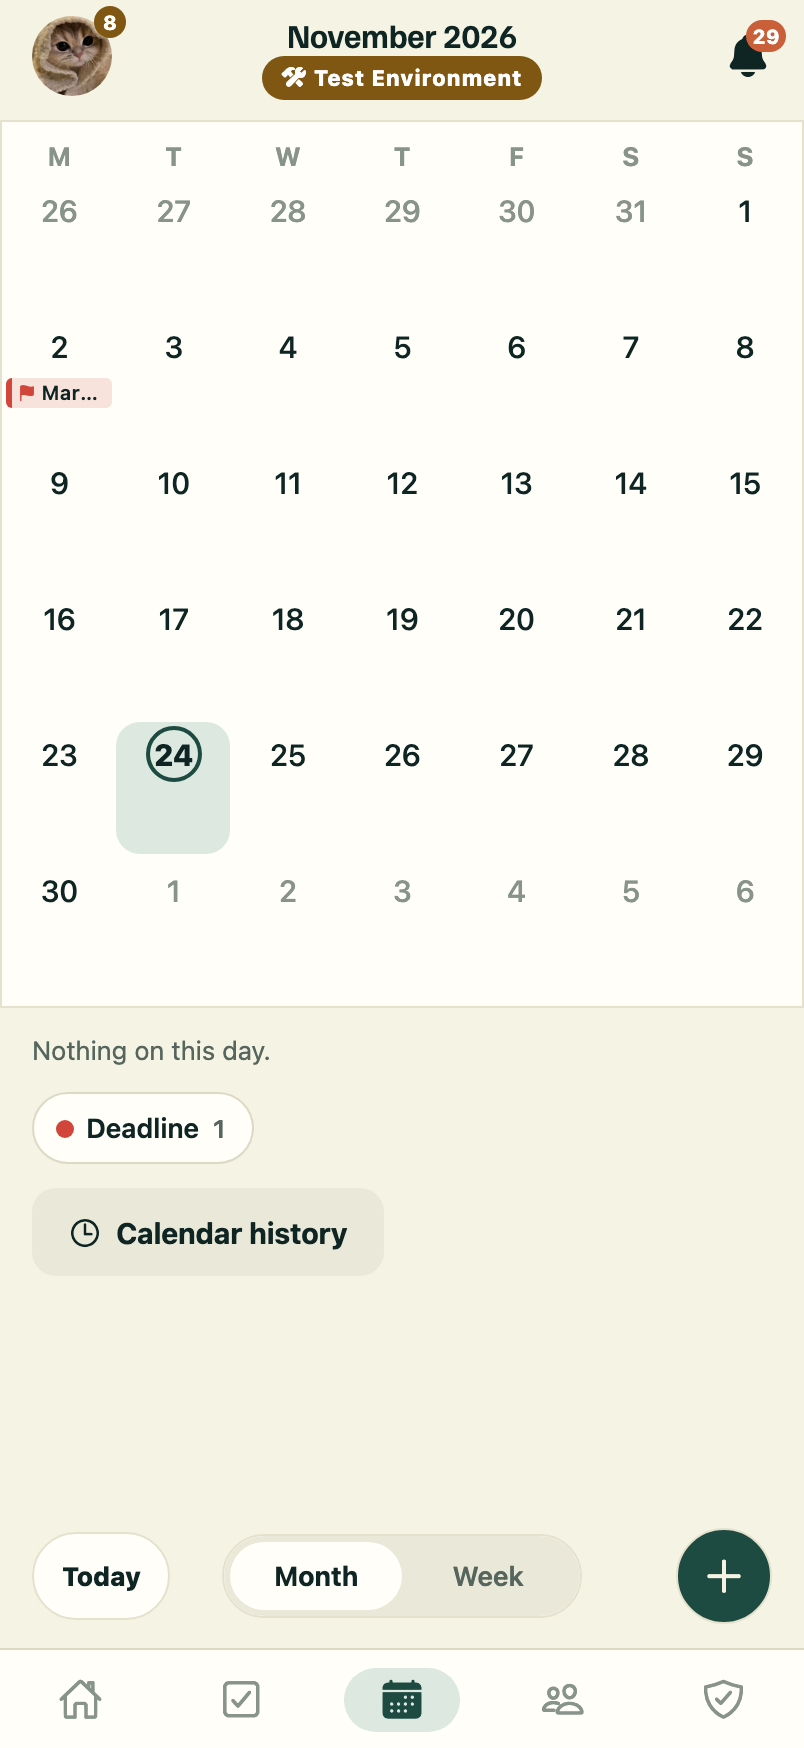 8
November 2026
29
Test Environment
M T W T F S S
26 27 28 29 30 31 1
2 3 4 5 6 7 8
Mar...
9 10 11 12 13 14 15
16 17 18 19 20 21 22
23 24 25 26 27 28 29
30 1 2 3 4 5 6
Nothing on this day.
Deadline 1
Calendar history
Today Month Week